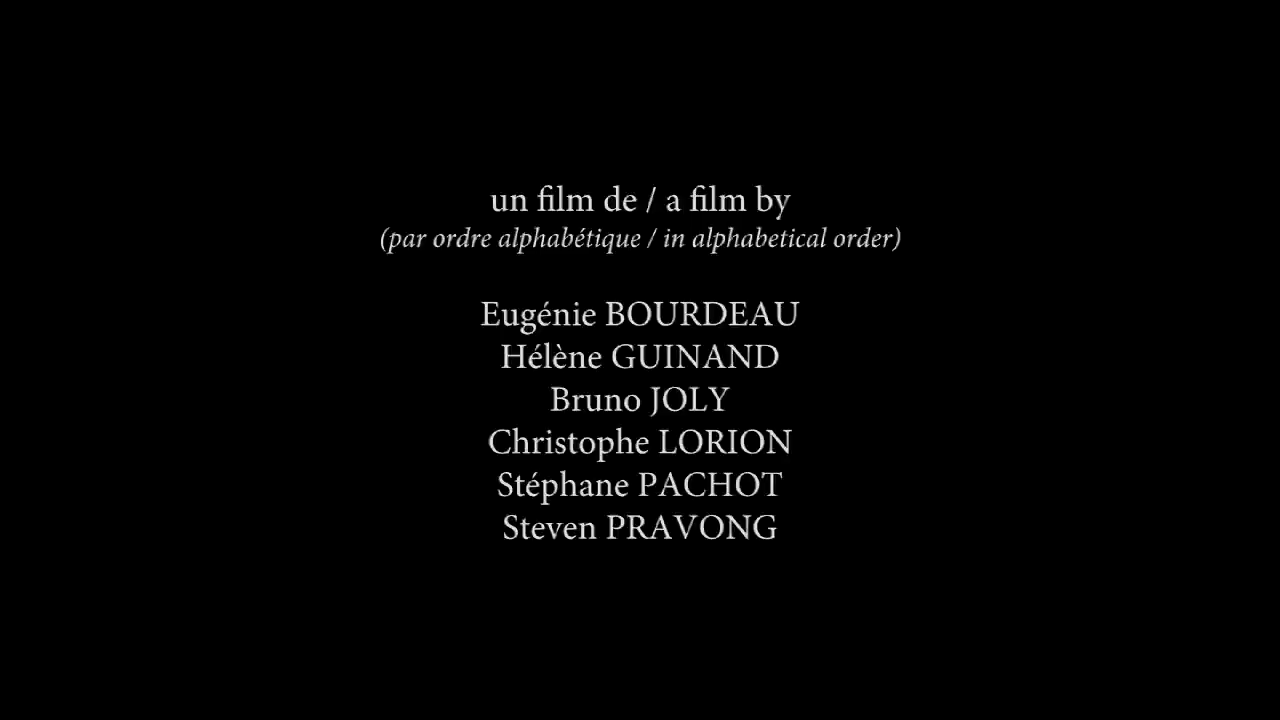 un film de / a film by
(par ordre alphabétique / in alphabetical order)
Eugénie BOURDEAU
Hélène GUINAND
Bruno JOLY
Christophe LORION
Stéphane PACHOT
Steven PRAVONG